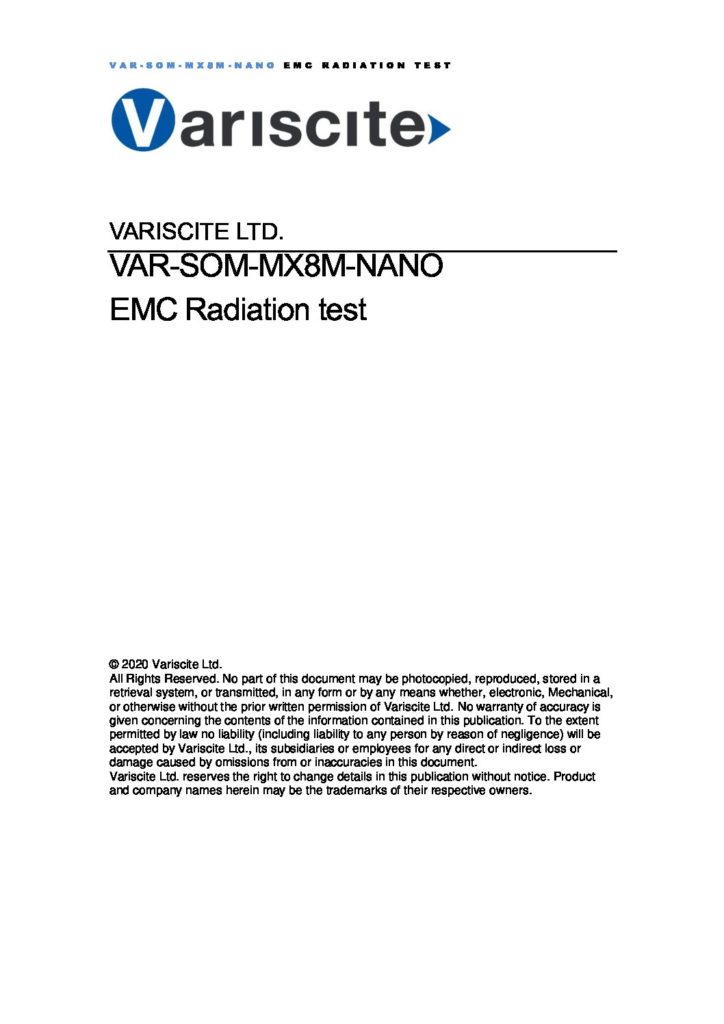 VAR-SOM-MX8M-NANO EMC RADIATION TEST
Variscite
VARISCITE LTD.
VAR-SOM-MX8M-NANO
EMC Radiation test
© 2020 Variscite Ltd.
All Rights Reserved. No part of this document may be photocopied, reproduced, stored in a
retrieval system, or transmitted, in any form or by any means whether, electronic, Mechanical,
or otherwise without the prior written permission of Variscite Ltd. No warranty of accuracy is
given concerning the contents of the information contained in this publication. To the extent
permitted by law no liability (including liability to any person by reason of negligence) will be
accepted by Variscite Ltd., its subsidiaries or employees for any direct or indirect loss or
damage caused by omissions from or inaccuracies in this document.
Variscite Ltd. reserves the right to change details in this publication without notice. Product
and company names herein may be the trademarks of their respective owners.